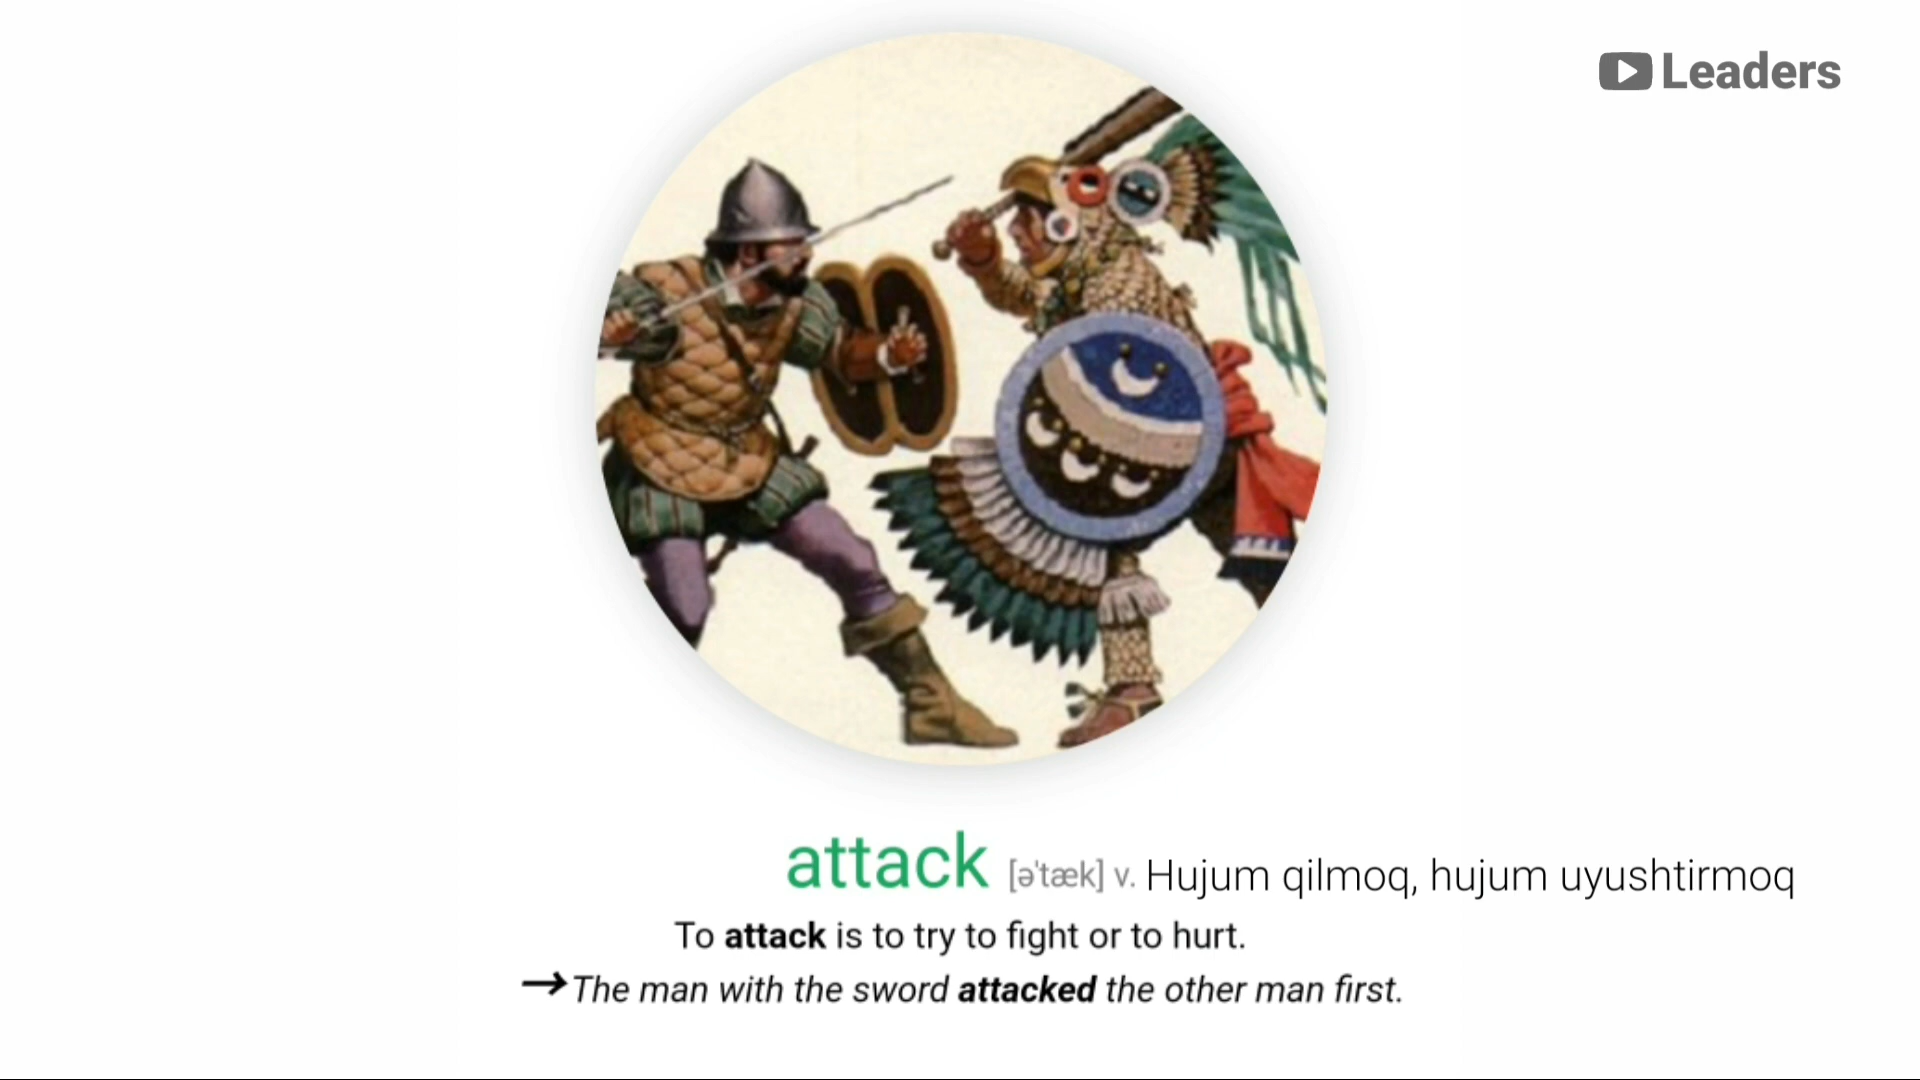 Leaders
attack [ə'tæk] v. Hujum qilmoq, hujum uyushtirmoq
To attack is to try to fight or to hurt.
→The man with the sword attacked the other man first.